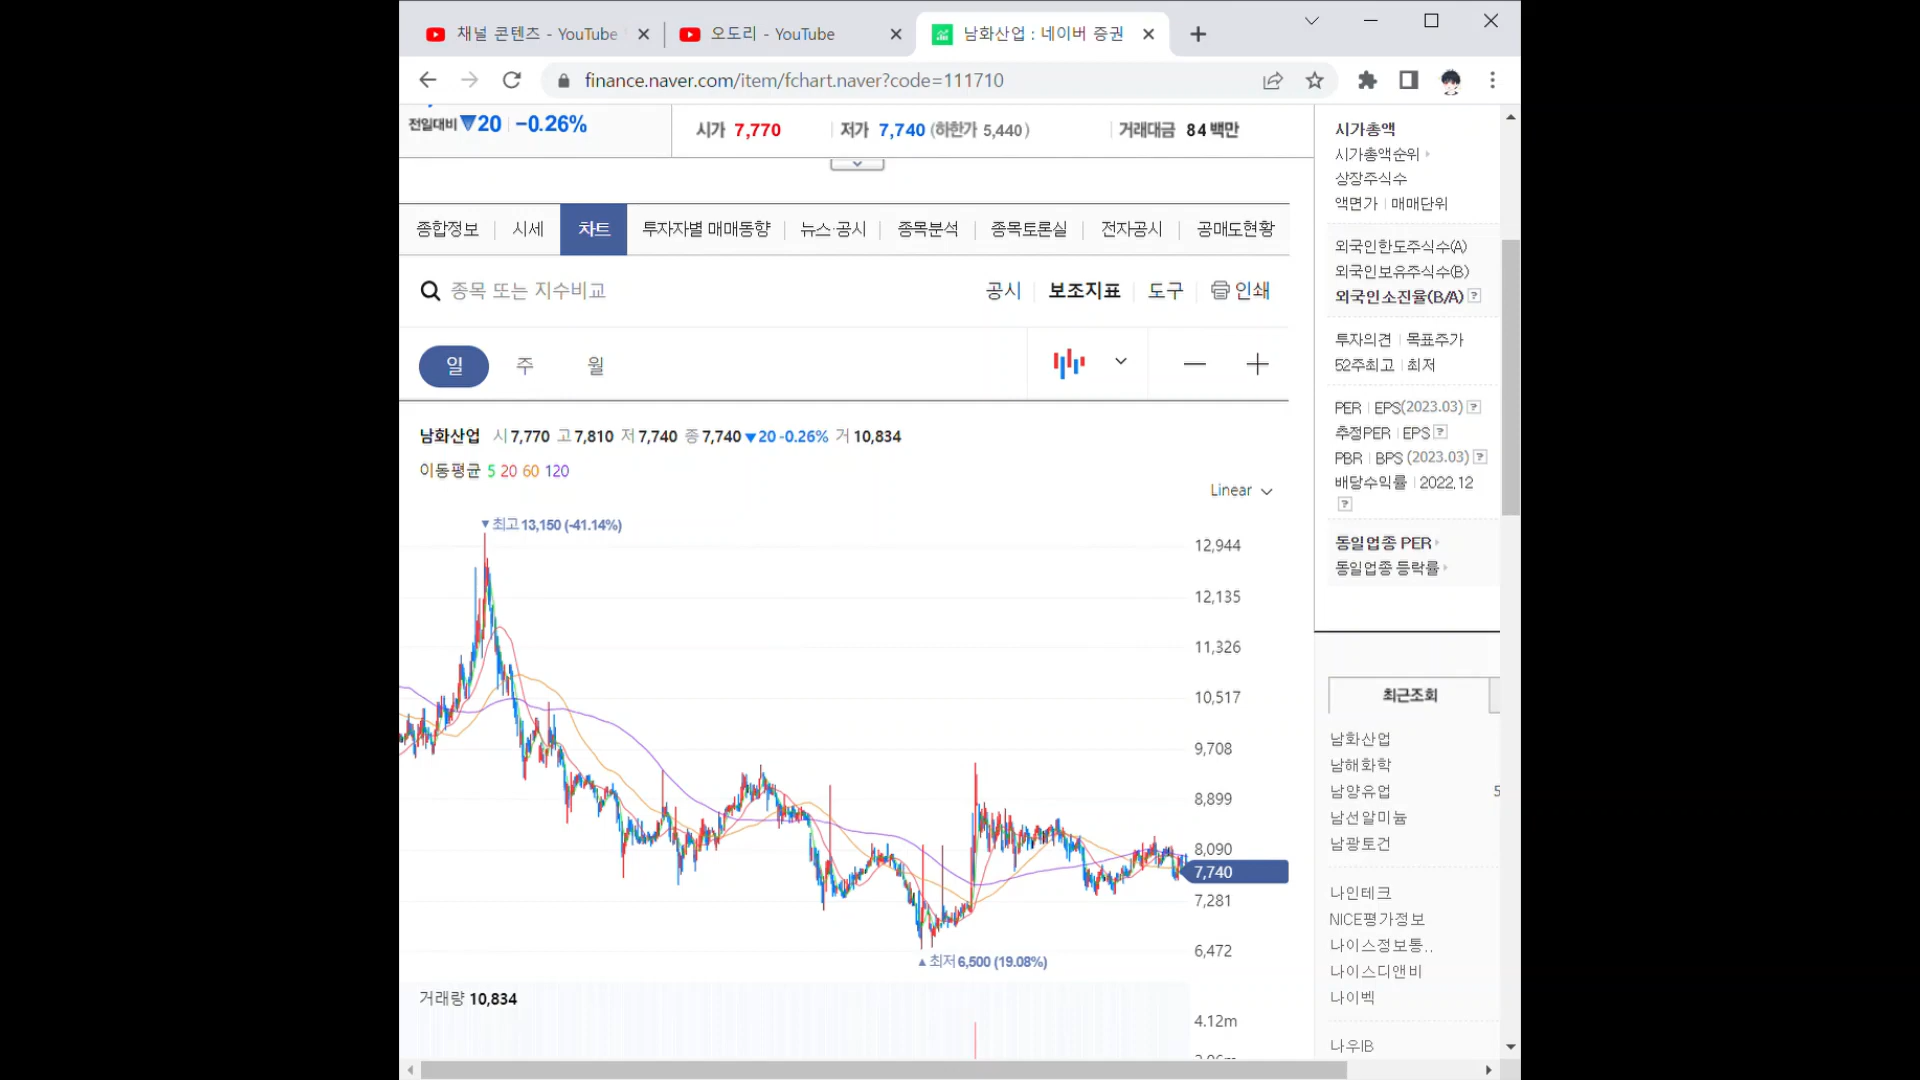 채널 콘텐츠 - YouTube
오도리 - YouTube
남화산업 : 네이버 증권
finance.naver.com/item/fchart.naver?code=111710
전일대비 ▼20 -0.26%
시가 7,770 저가 7,740 (하한가 5,440) 거래대금 84 백만
종합정보 시세 차트 투자자별 매매동향 뉴스·공시 종목분석 종목토론실 전자공시 공매도현황
종목 또는 지수비교
공시 보조지표 도구 인쇄
일 주 월
남화산업 시 7,770 고 7,810 저 7,740 종 7,740 ▼20 -0.26% 거 10,834
이동평균 5 20 60 120
Linear
▼최고 13,150 (-41.14%)
12,944
12,135
11,326
10,517
9,708
8,899
8,090
7,740
7,281
6,472
▲최저 6,500 (19.08%)
거래량 10,834
4.12m
시가총액
시가총액순위
상장주식수
액면가 | 매매단위
외국인한도주식수(A)
외국인보유주식수(B)
외국인소진율(B/A) ?
투자의견 | 목표주가
52주최고 | 최저
PER | EPS(2023.03) ?
추정PER | EPS ?
PBR | BPS (2023.03) ?
배당수익률 | 2022.12
?
동일업종 PER
동일업종 등락률
최근조회
남화산업
남해화학
남양유업 5
남선알미늄
남광토건
나인테크
NICE평가정보
나이스정보통..
나이스디앤비
나이벡
나우IB